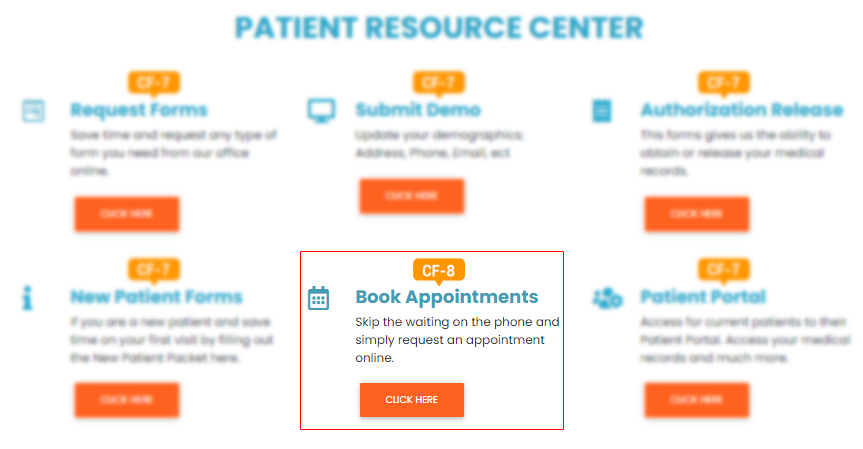 PATIENT RESOURCE CENTER
CF-7
Request Forms
Save time and request any type of
form you need from our office
online.
CLICK HERE
CF-7
Submit Demo
Update your demographics;
Address, Phone, Email, ect
CLICK HERE
CF-7
Authorization Release
This forms gives us the ability to
obtain or release your medical
records.
CLICK HERE
CF-7
New Patient Forms
If you are a new patient and save
time on your first visit by filling out
the New Patient Packet here.
CLICK HERE
CF-8
Book Appointments
Skip the waiting on the phone and
simply request an appointment
online.
CLICK HERE
CF-7
Patient Portal
Access for current patients to their
Patient Portal. Access your medical
records and much more.
CLICK HERE